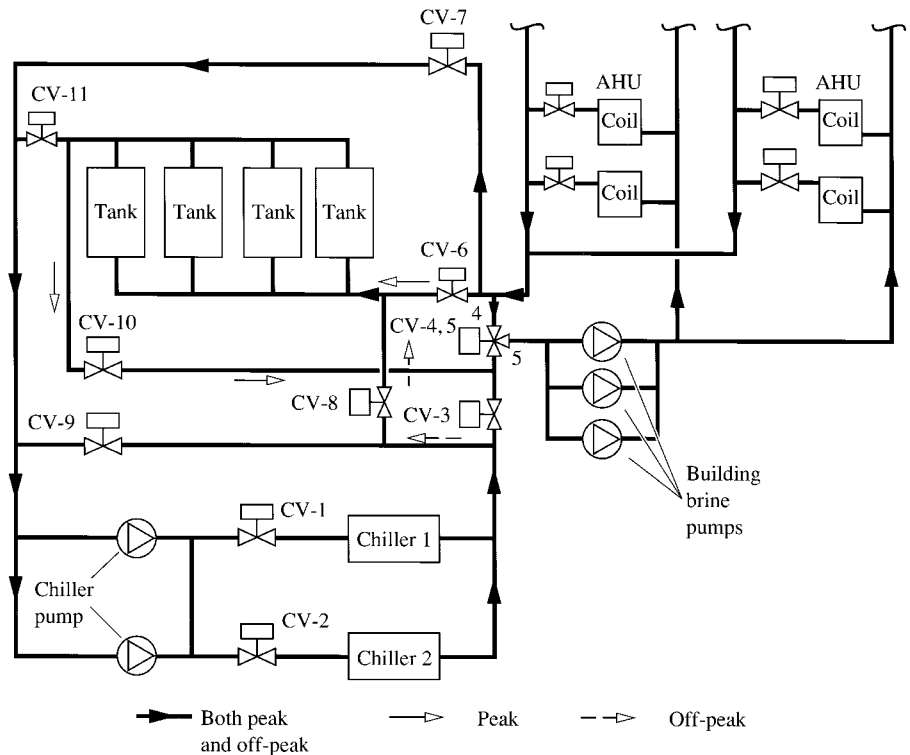 CV-7
CV-11
AHU
AHU
Coil
Coil
Tank
Tank
Tank
Tank
Coil
Coil
CV-6
4
CV-10
CV-4, 5
5
CV-8
CV-3
CV-9
Building
brine
pumps
CV-1
Chiller 1
Chiller
pump
CV-2
Chiller 2
Both peak
and off-peak
Peak
Off-peak